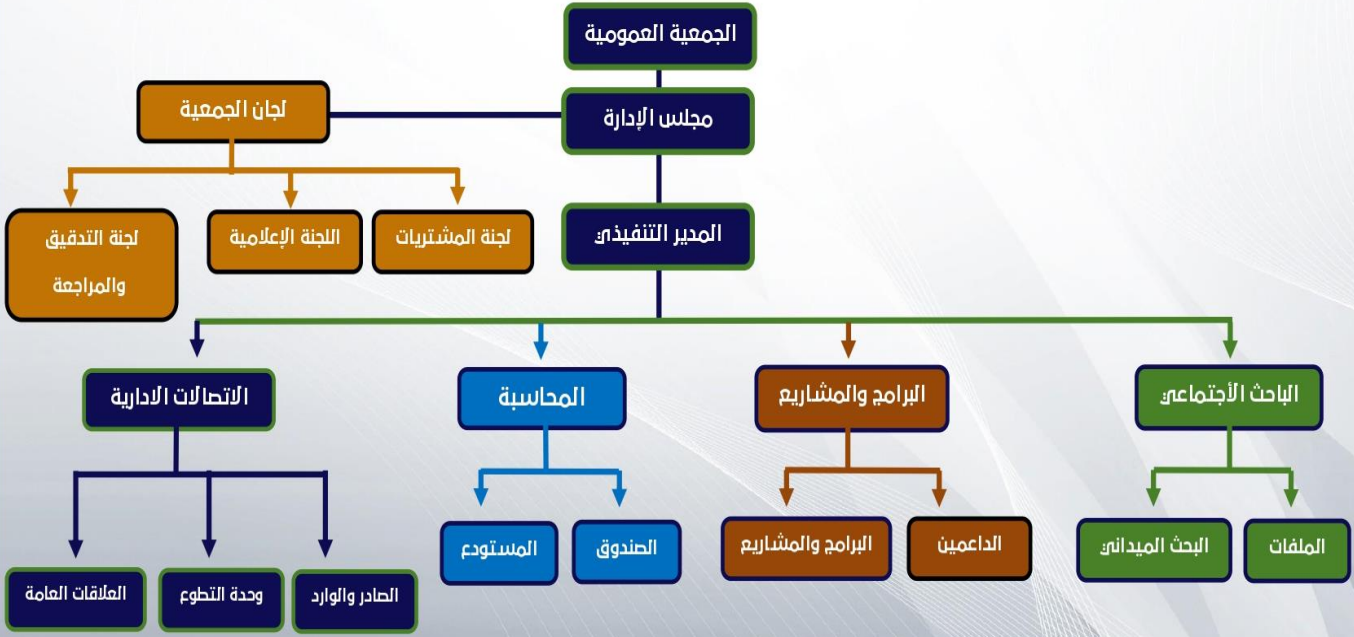 الجمعية العمومية
مجلس الإدارة
لجان الجمعية
لجنة المشتريات
اللجنة الإعلامية
لجنة التدقيق
والمراجعة
المدير التنفيذي
الباحث الأجتماعي
البرامج والمشاريع
المحاسبة
الاتصالات الادارية
الملفات
البحث الميداني
الداعمين
البرامج والمشاريع
الصندوق
المستودع
الصادر والوارد
وحدة التطوع
العلاقات العامة